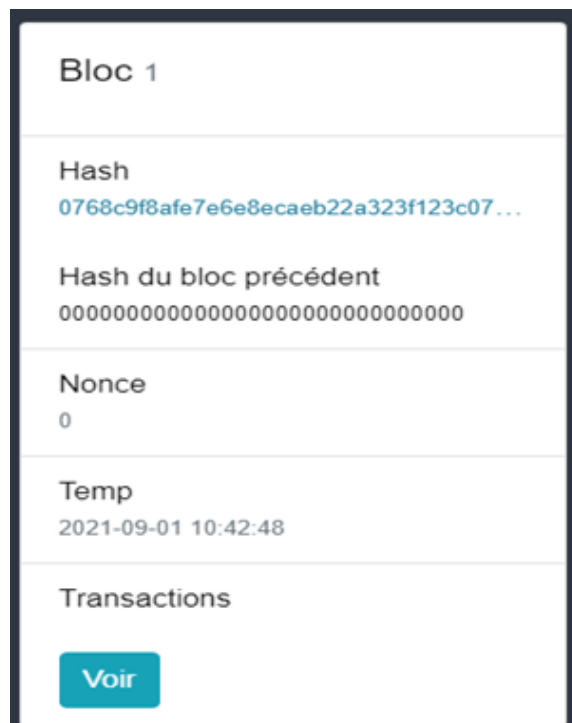 Bloc 1
Hash
0768c9f8afe7e6e8ecaeb22a323f123c07...
Hash du bloc précédent
000000000000000000000000000000
Nonce
0
Temp
2021-09-01 10:42:48
Transactions
Voir